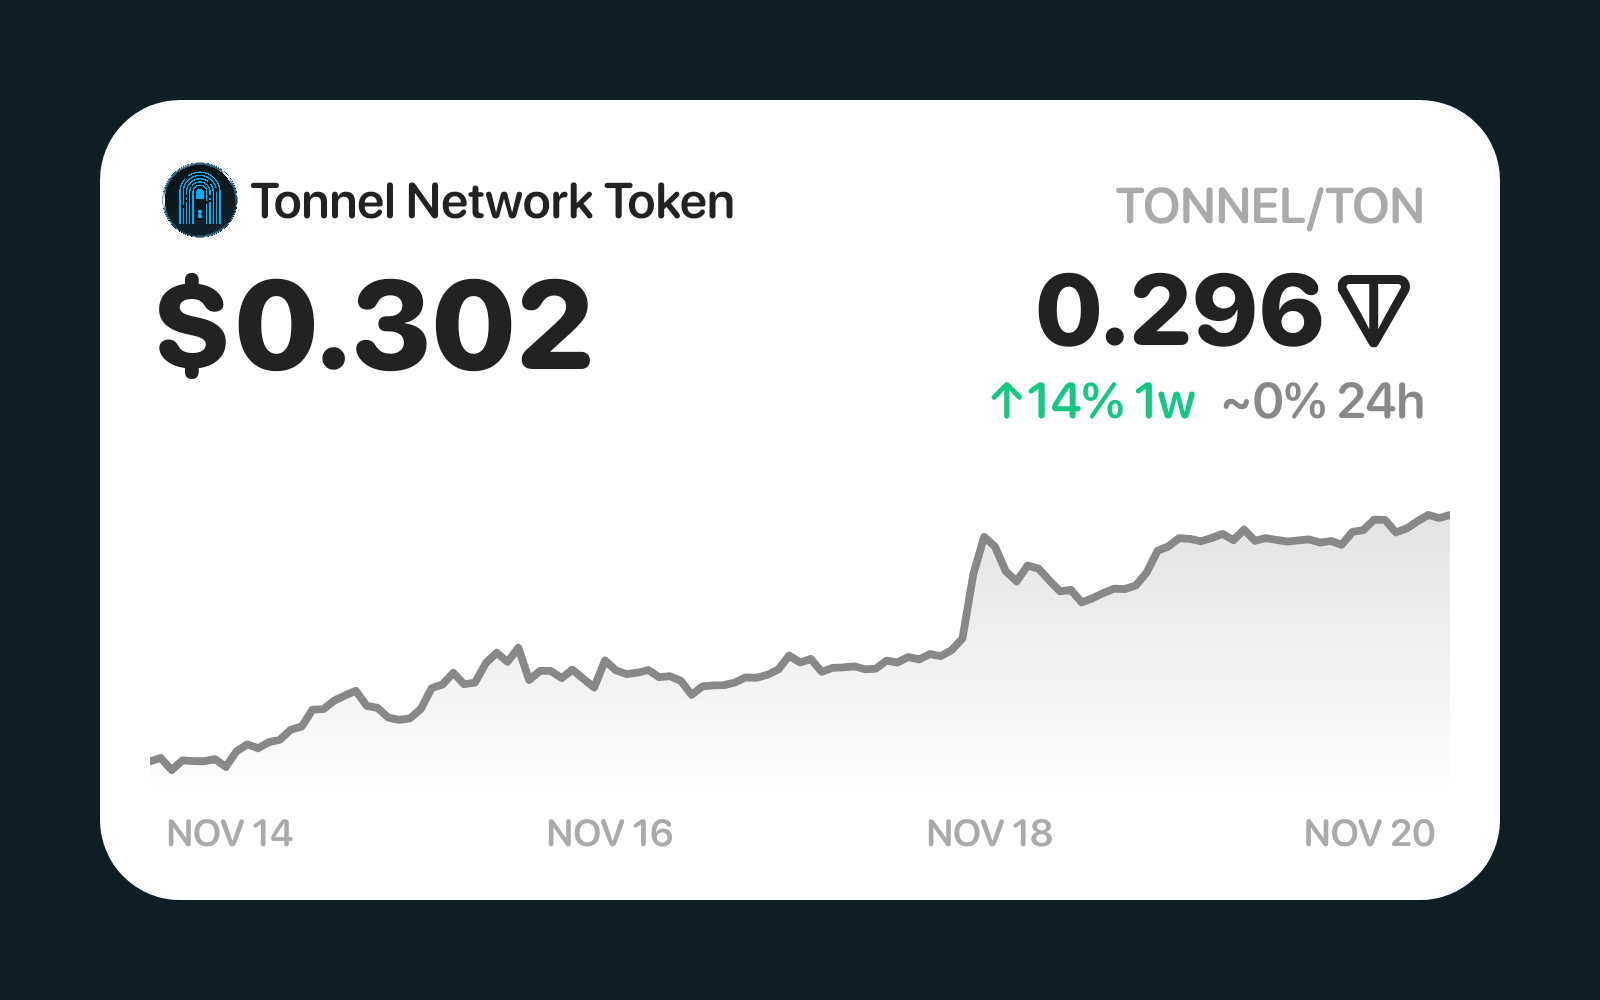 Tonnel Network Token
TONNEL/TON
$0.302
0.296
↑14% 1w ~0% 24h
NOV 14 NOV 16 NOV 18 NOV 20